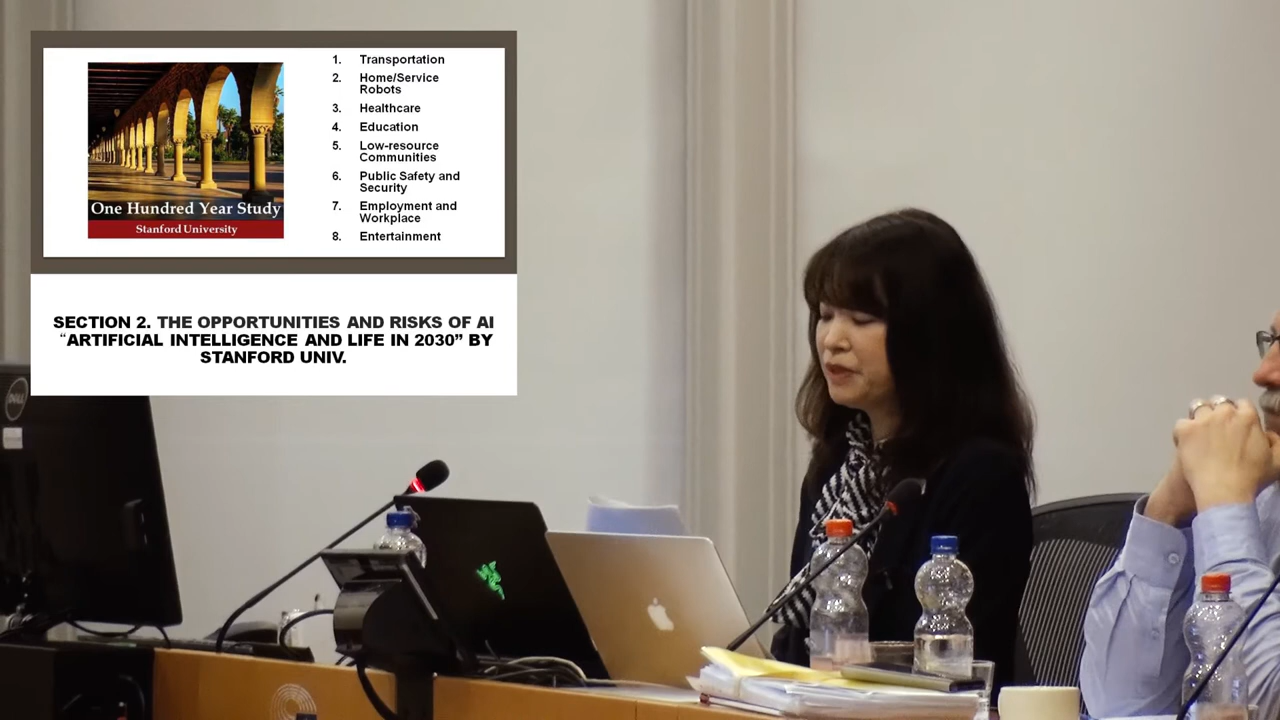 1. Transportation
2. Home/Service
Robots
3. Healthcare
4. Education
5. Low-resource
Communities
6. Public Safety and
Security
7. Employment and
Workplace
8. Entertainment
One Hundred Year Study
Stanford University
SECTION 2. THE OPPORTUNITIES AND RISKS OF AI
“ARTIFICIAL INTELLIGENCE AND LIFE IN 2030” BY
STANFORD UNIV.
DELL